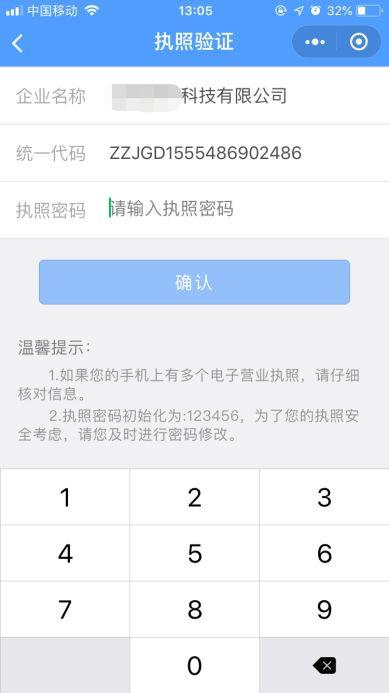 中国移动 13:05 32%
执照验证
企业名称 科技有限公司
统一代码 ZZJGD1555486902486
执照密码 请输入执照密码
确认
温馨提示：
1.如果您的手机上有多个电子营业执照，请仔细
核对信息。
2.执照密码初始化为:123456，为了您的执照安
全考虑，请您及时进行密码修改。
1 2 3
4 5 6
7 8 9
0